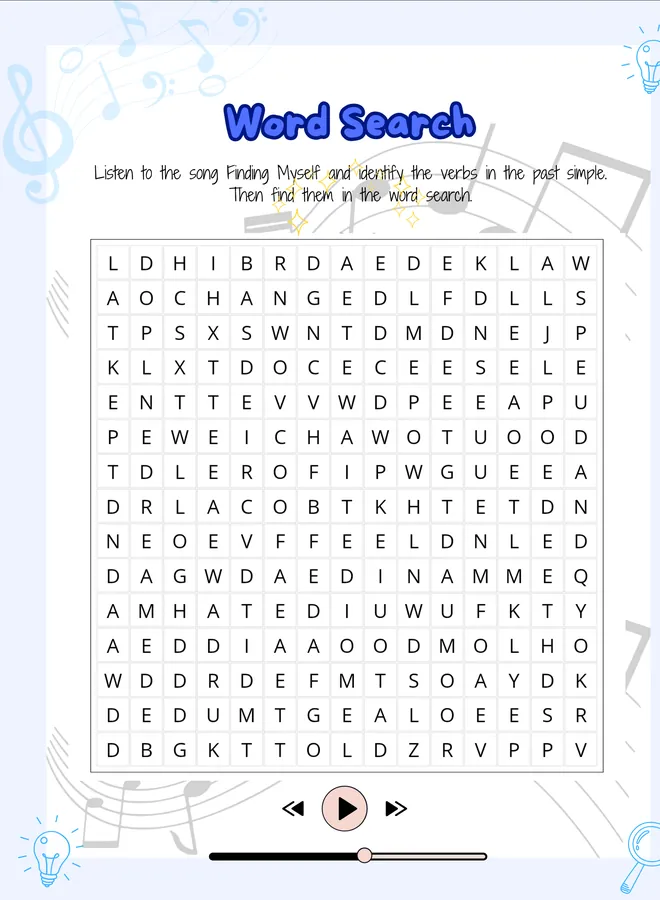 Word Search
Listen to the song Finding Myself and identify the verbs in the past simple.
Then find them in the word search.
L D H I B R D A E D E K L A W
A O C H A N G E D L F D L L S
T P S X S W N T D M D N E J P
K L X T D O C E C E E S E L E
E N T T E V V W D P E E A P U
P E W E I C H A W O T U O O D
T D L E R O F I P W G U E E A
D R L A C O B T K H T E T D N
N E O E V F F E E L D N L E D
D A G W D A E D I N A M M E Q
A M H A T E D I U W U F K T Y
A E D D I A A O O D M O L H O
W D D R D E F M T S O A Y D K
D E D U M T G E A L O E E S R
D B G K T T O L D Z R V P P V